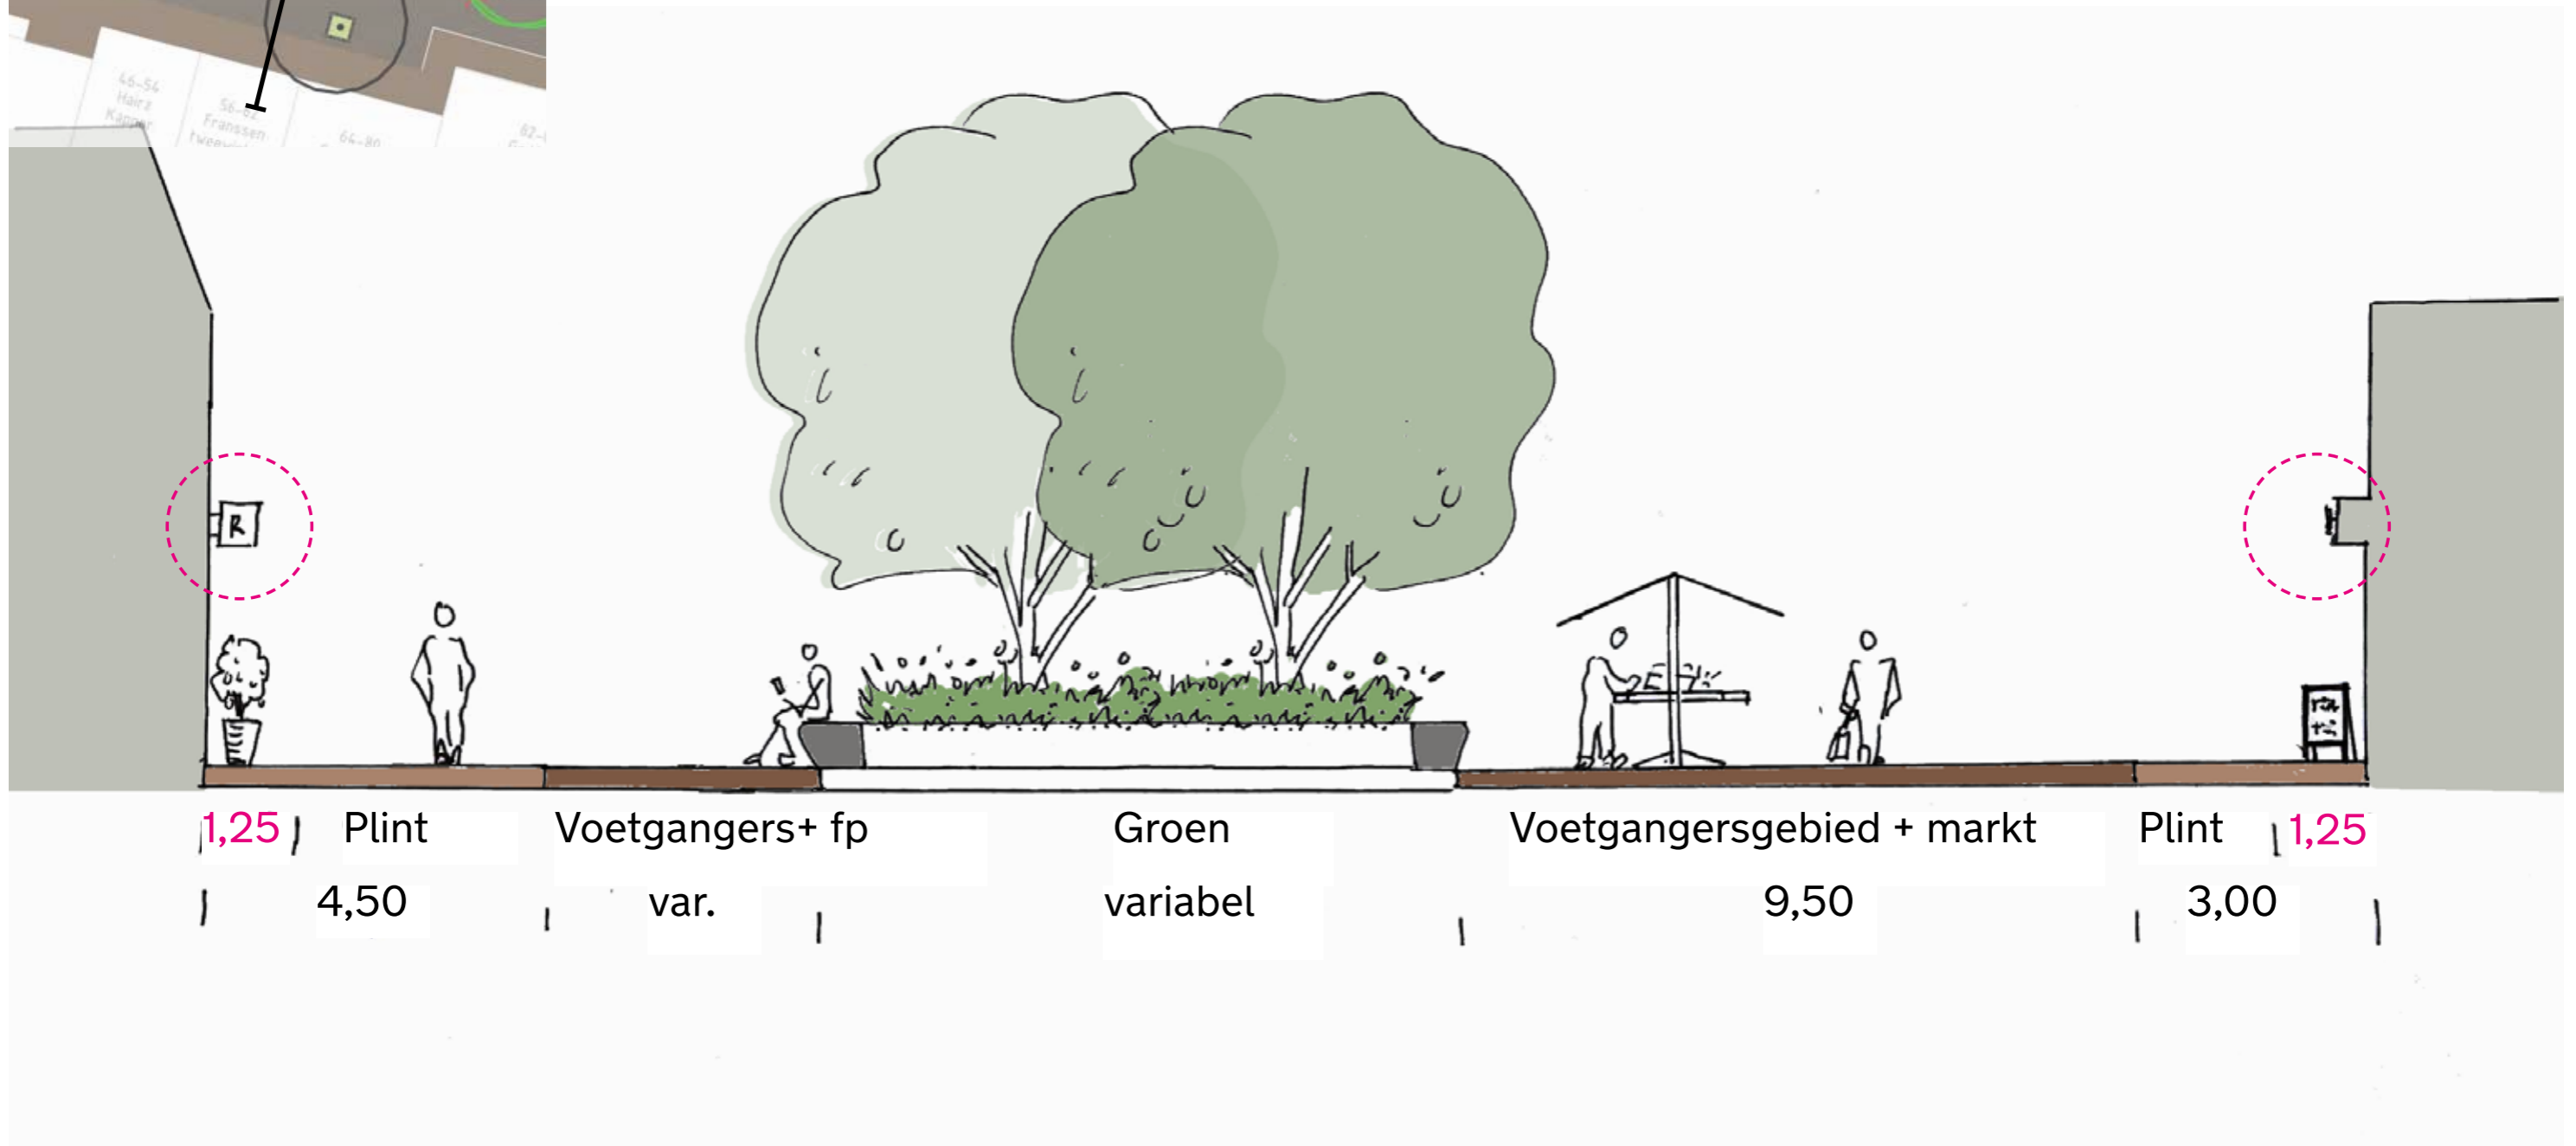 46-54
Hairz
Kapper
56-62
Franssen
64-80
R
1,25 Plint Voetgangers+ fp Groen Voetgangersgebied + markt Plint 1,25
4,50 var. variabel 9,50 3,00